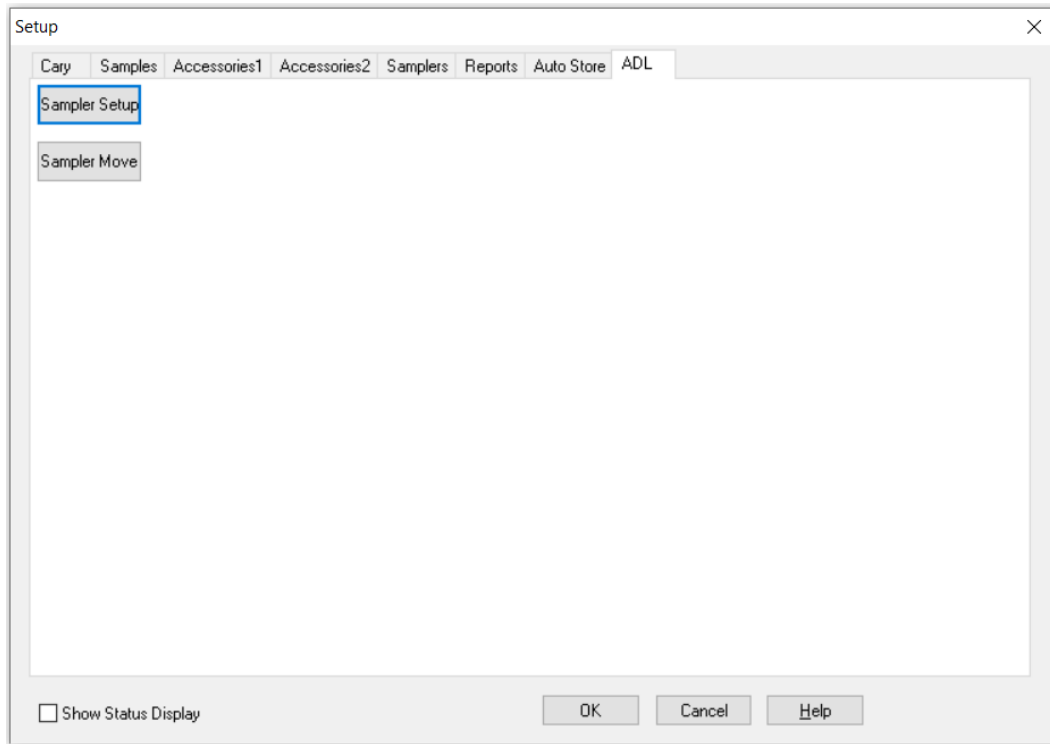 Setup
Cary Samples Accessories1 Accessories2 Samplers Reports Auto Store ADL
Sampler Setup
Sampler Move
Show Status Display OK Cancel Help